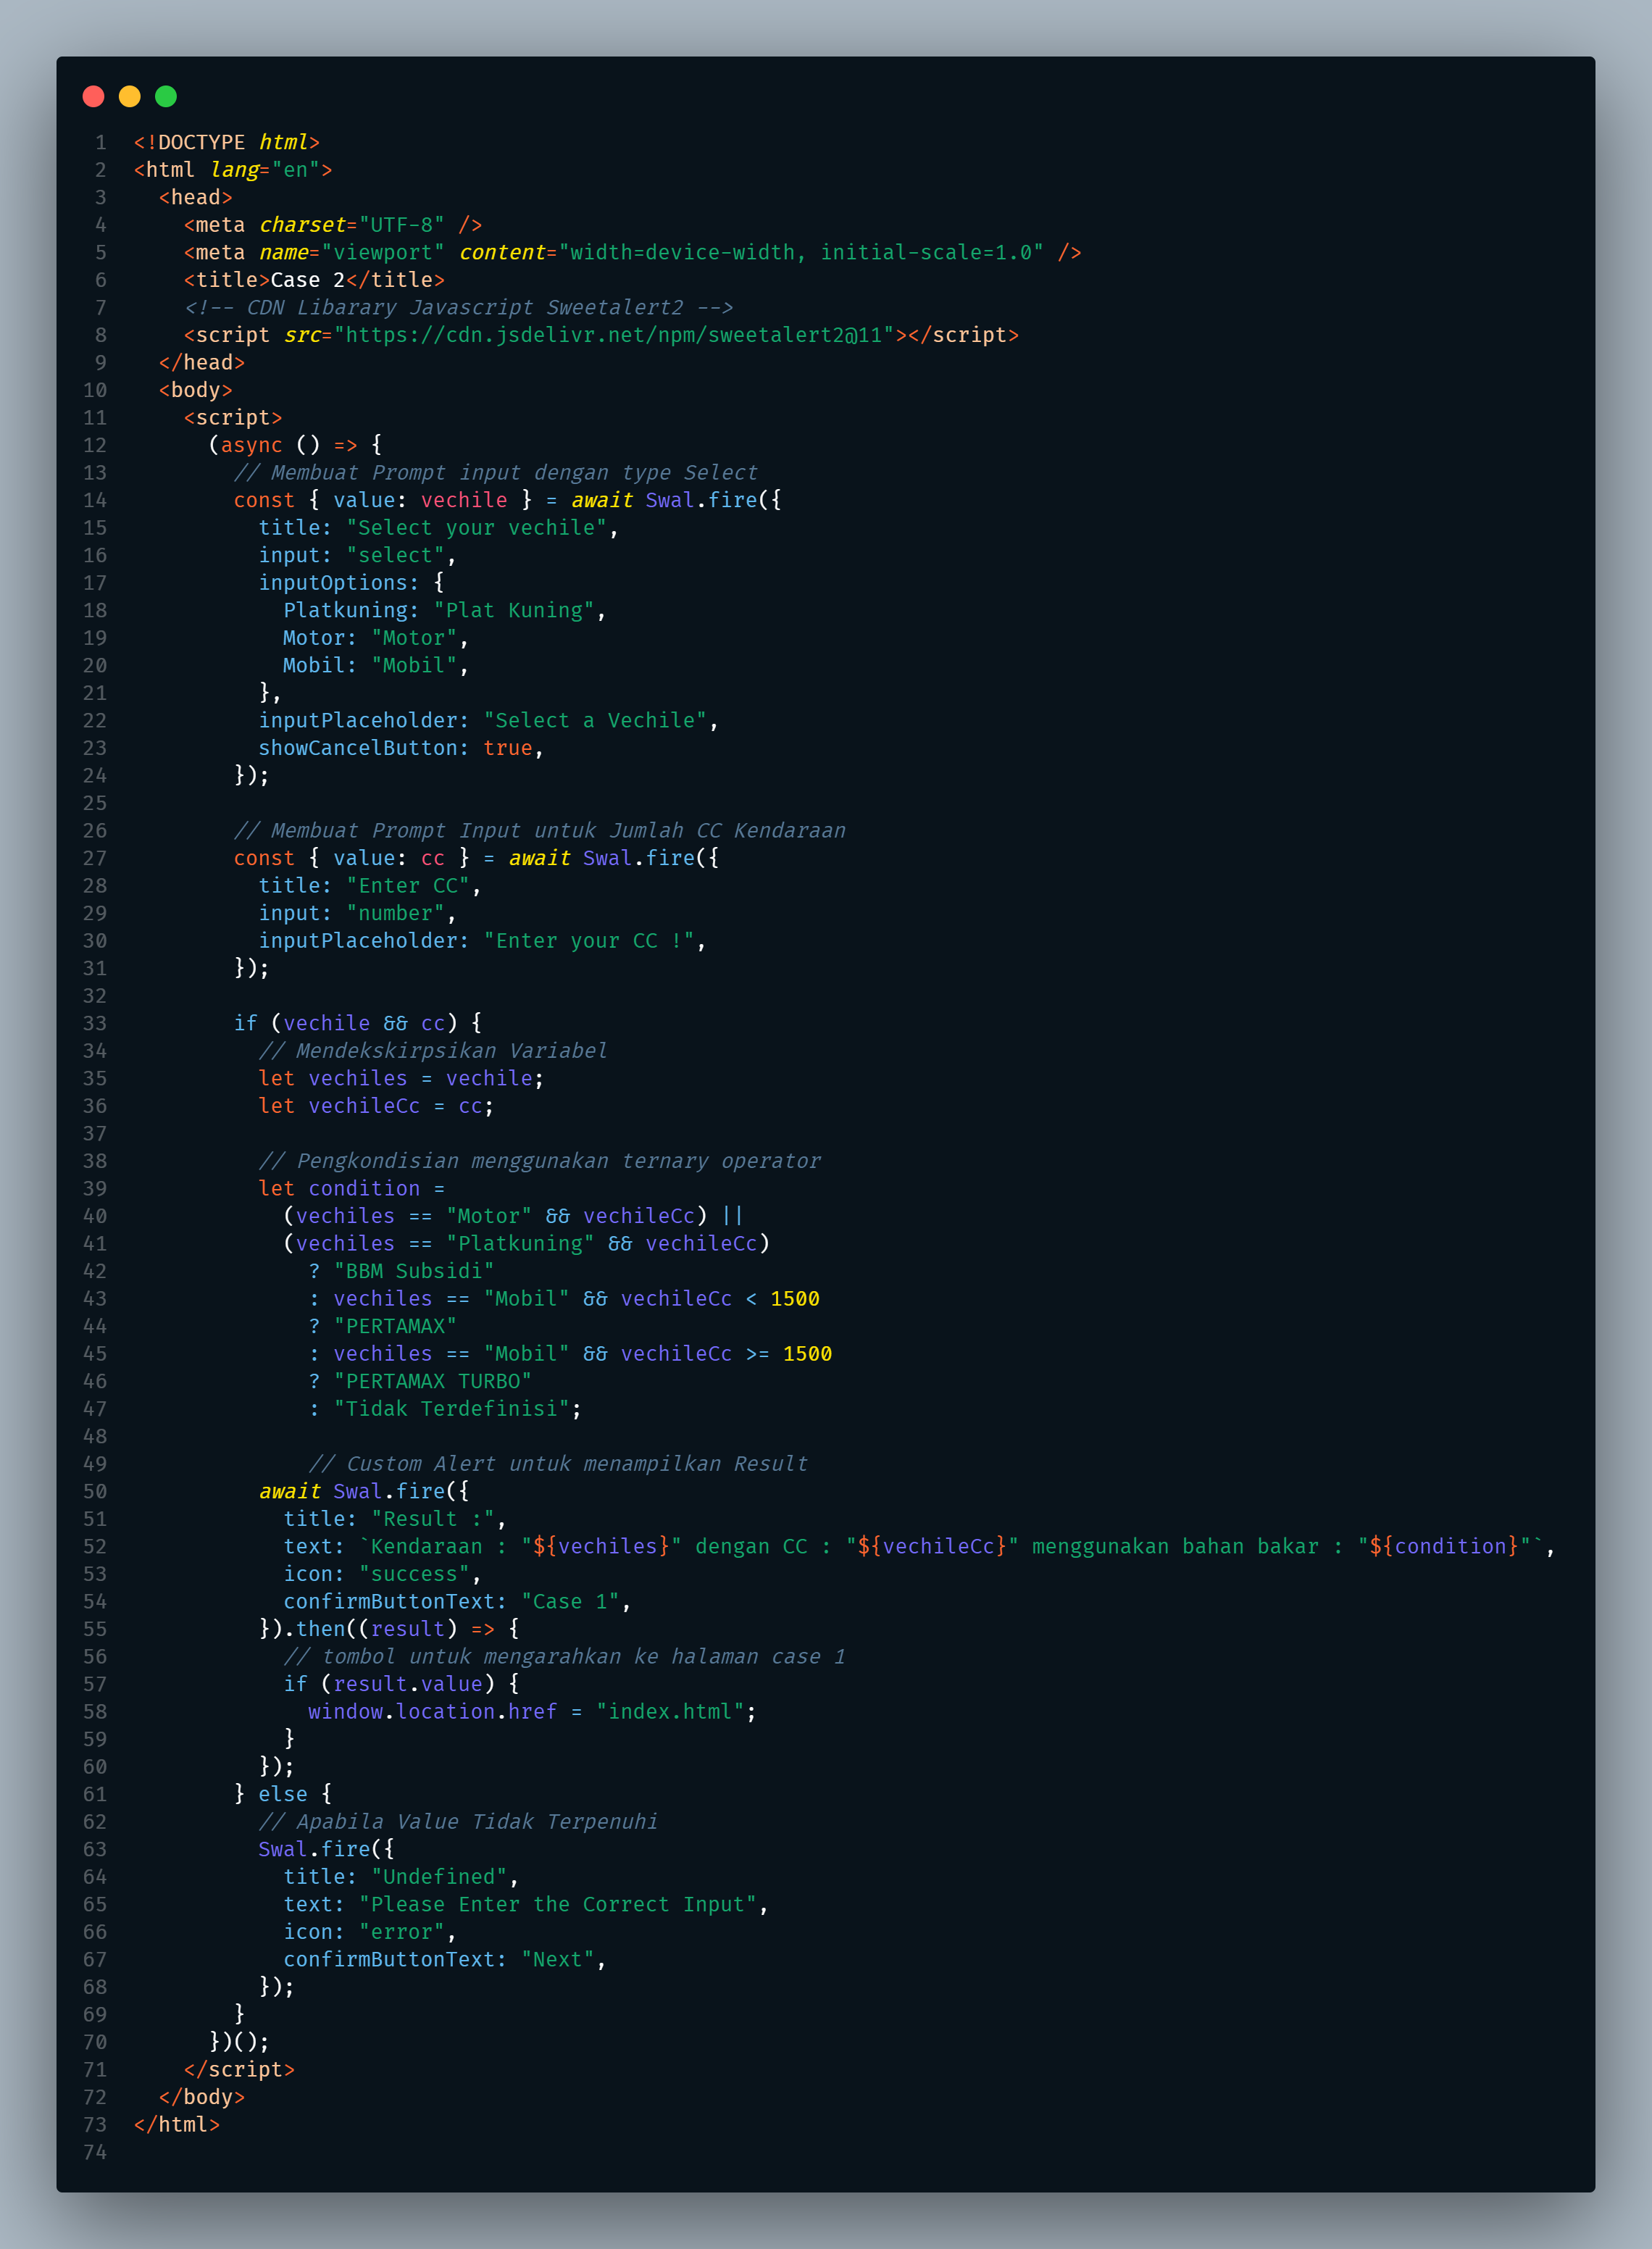 1 <!DOCTYPE html>
2 <html lang="en">
3   <head>
4     <meta charset="UTF-8" />
5     <meta name="viewport" content="width=device-width, initial-scale=1.0" />
6     <title>Case 2</title>
7     <!-- CDN Libarary Javascript Sweetalert2 -->
8     <script src="https://cdn.jsdelivr.net/npm/sweetalert2@11"></script>
9   </head>
10   <body>
11     <script>
12       (async () => {
13         // Membuat Prompt input dengan type Select
14         const { value: vechile } = await Swal.fire({
15           title: "Select your vechile",
16           input: "select",
17           inputOptions: {
18             Platkuning: "Plat Kuning",
19             Motor: "Motor",
20             Mobil: "Mobil",
21           },
22           inputPlaceholder: "Select a Vechile",
23           showCancelButton: true,
24         });
25
26         // Membuat Prompt Input untuk Jumlah CC Kendaraan
27         const { value: cc } = await Swal.fire({
28           title: "Enter CC",
29           input: "number",
30           inputPlaceholder: "Enter your CC !",
31         });
32
33         if (vechile && cc) {
34           // Mendekskirpsikan Variabel
35           let vechiles = vechile;
36           let vechileCc = cc;
37
38           // Pengkondisian menggunakan ternary operator
39           let condition =
40             (vechiles == "Motor" && vechileCc) ||
41             (vechiles == "Platkuning" && vechileCc)
42               ? "BBM Subsidi"
43               : vechiles == "Mobil" && vechileCc < 1500
44               ? "PERTAMAX"
45               : vechiles == "Mobil" && vechileCc >= 1500
46               ? "PERTAMAX TURBO"
47               : "Tidak Terdefinisi";
48
49               // Custom Alert untuk menampilkan Result
50           await Swal.fire({
51             title: "Result :",
52             text: `Kendaraan : "${vechiles}" dengan CC : "${vechileCc}" menggunakan bahan bakar : "${condition}"`,
53             icon: "success",
54             confirmButtonText: "Case 1",
55           }).then((result) => {
56             // tombol untuk mengarahkan ke halaman case 1
57             if (result.value) {
58               window.location.href = "index.html";
59             }
60           });
61         } else {
62           // Apabila Value Tidak Terpenuhi
63           Swal.fire({
64             title: "Undefined",
65             text: "Please Enter the Correct Input",
66             icon: "error",
67             confirmButtonText: "Next",
68           });
69         }
70       })();
71     </script>
72   </body>
73 </html>
74